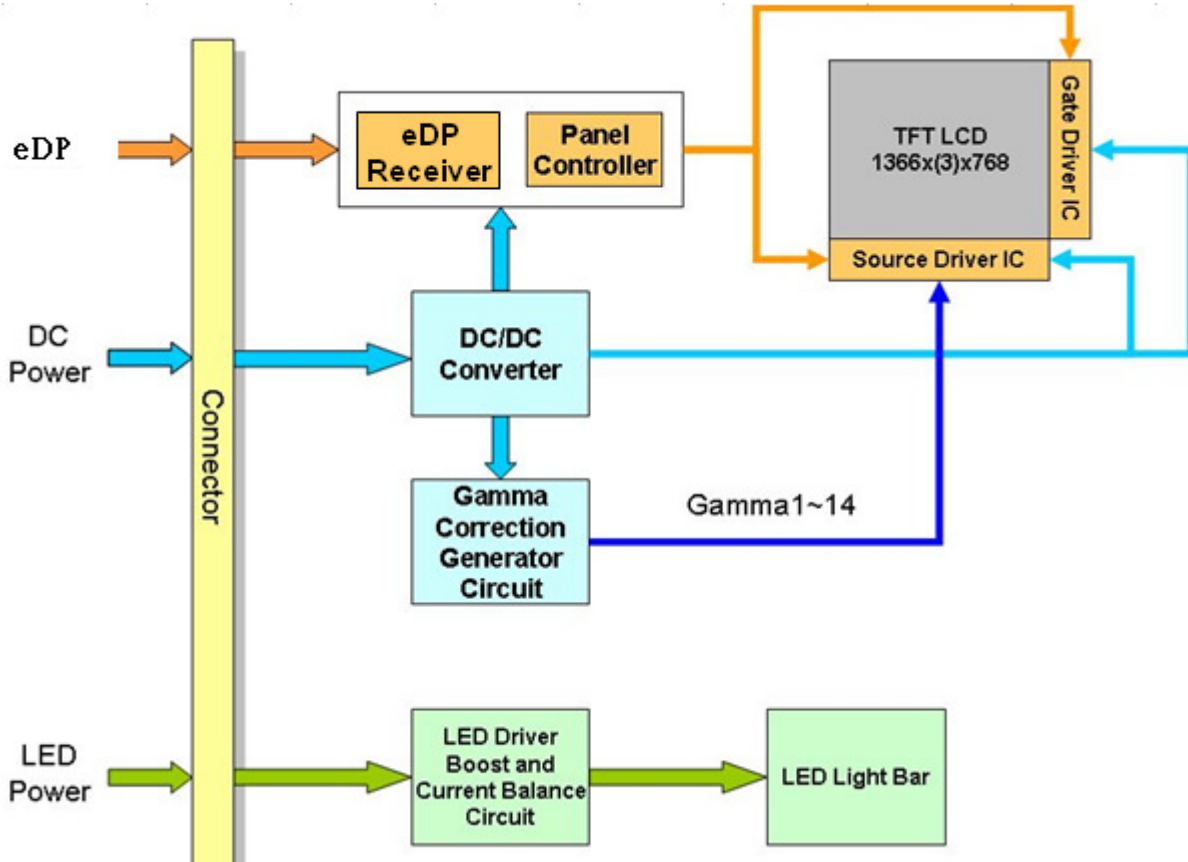 eDP
eDP
Receiver
Panel
Controller
TFT LCD
1366x(3)x768
Gate Driver IC
Source Driver IC
DC
Power
DC/DC
Converter
Connector
Gamma
Correction
Generator
Circuit
Gamma1~14
LED
Power
LED Driver
Boost and
Current Balance
Circuit
LED Light Bar